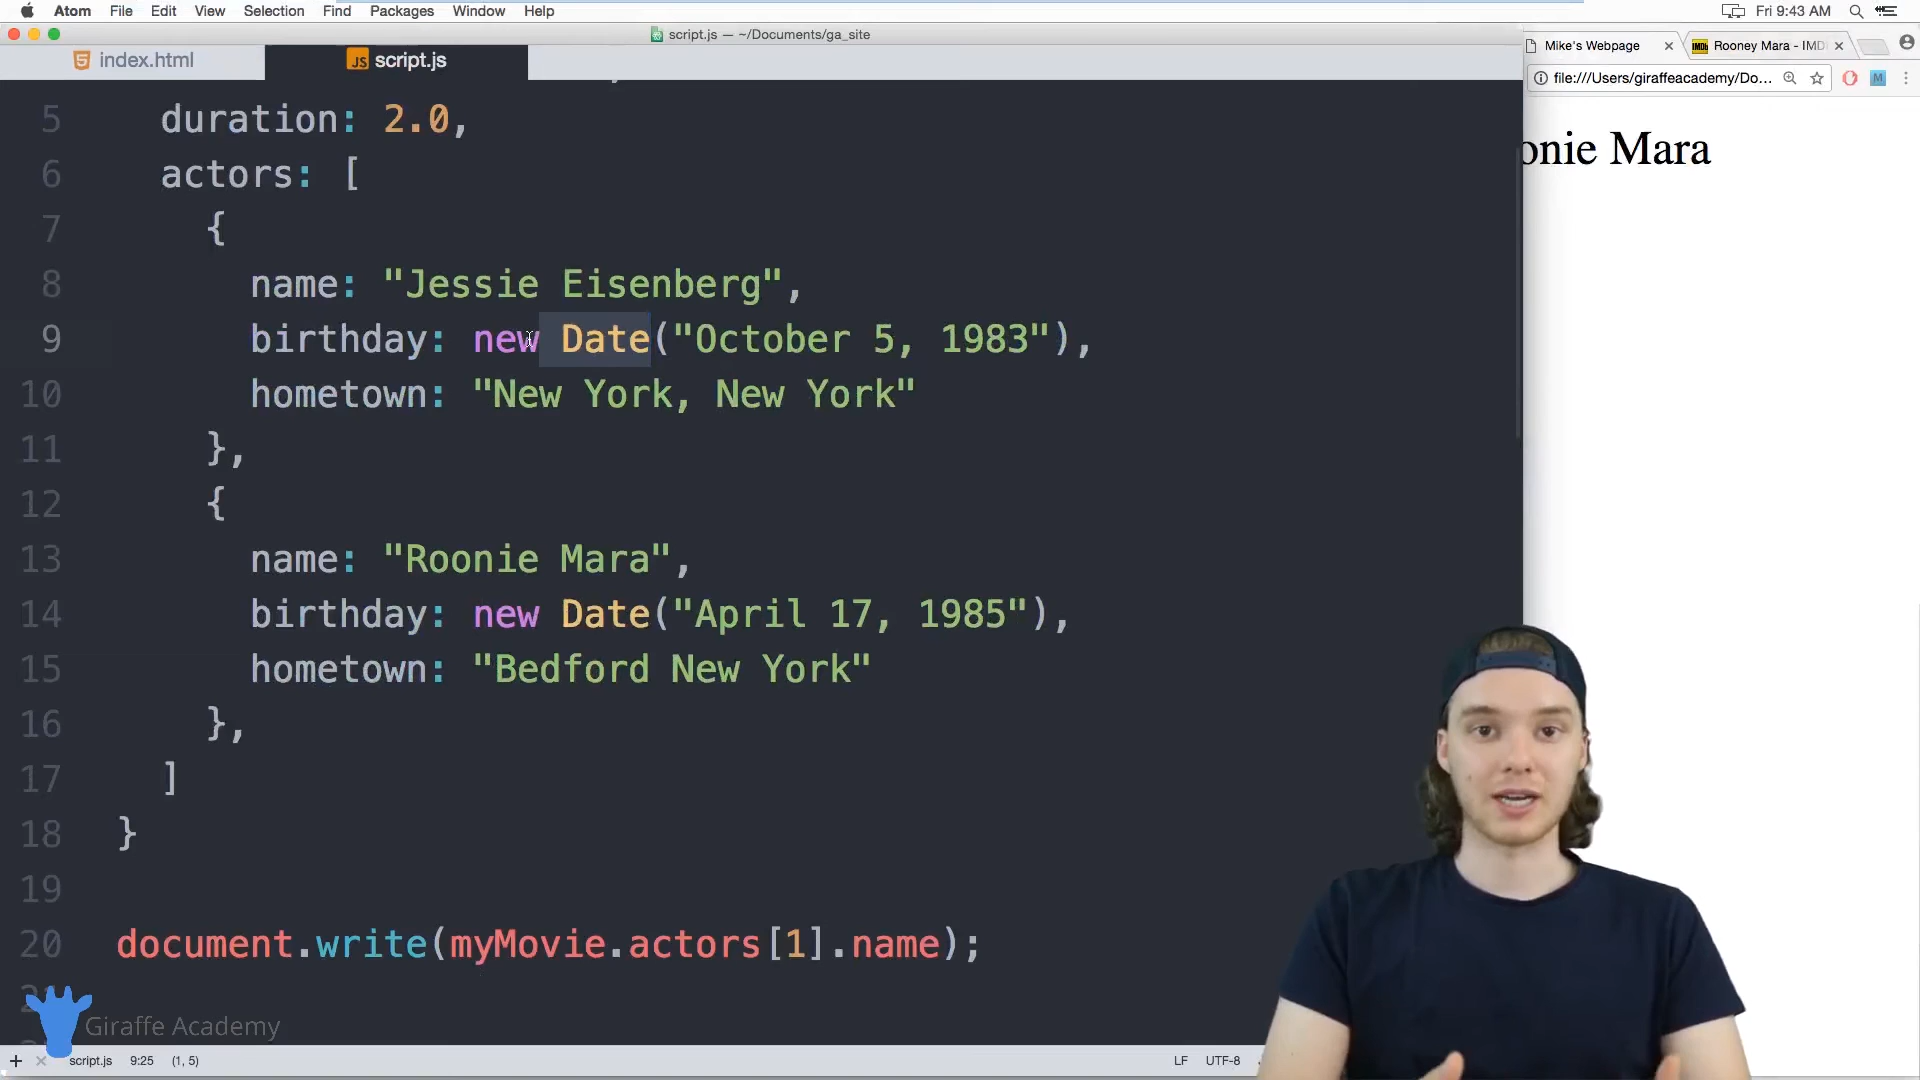 Atom File Edit View Selection Find Packages Window Help Fri 9:43 AM
script.js — ~/Documents/ga_site
index.html JS script.js
Mike's Webpage IMDb Rooney Mara - IMD
file:///Users/giraffeacademy/Do... M
onie Mara
5 duration: 2.0,
6 actors: [
7 {
8 name: "Jessie Eisenberg",
9 birthday: new Date("October 5, 1983"),
10 hometown: "New York, New York"
11 },
12 {
13 name: "Roonie Mara",
14 birthday: new Date("April 17, 1985"),
15 hometown: "Bedford New York"
16 },
17 ]
18 }
19
20 document.write(myMovie.actors[1].name);
Giraffe Academy
script.js 9:25 (1, 5) LF UTF-8